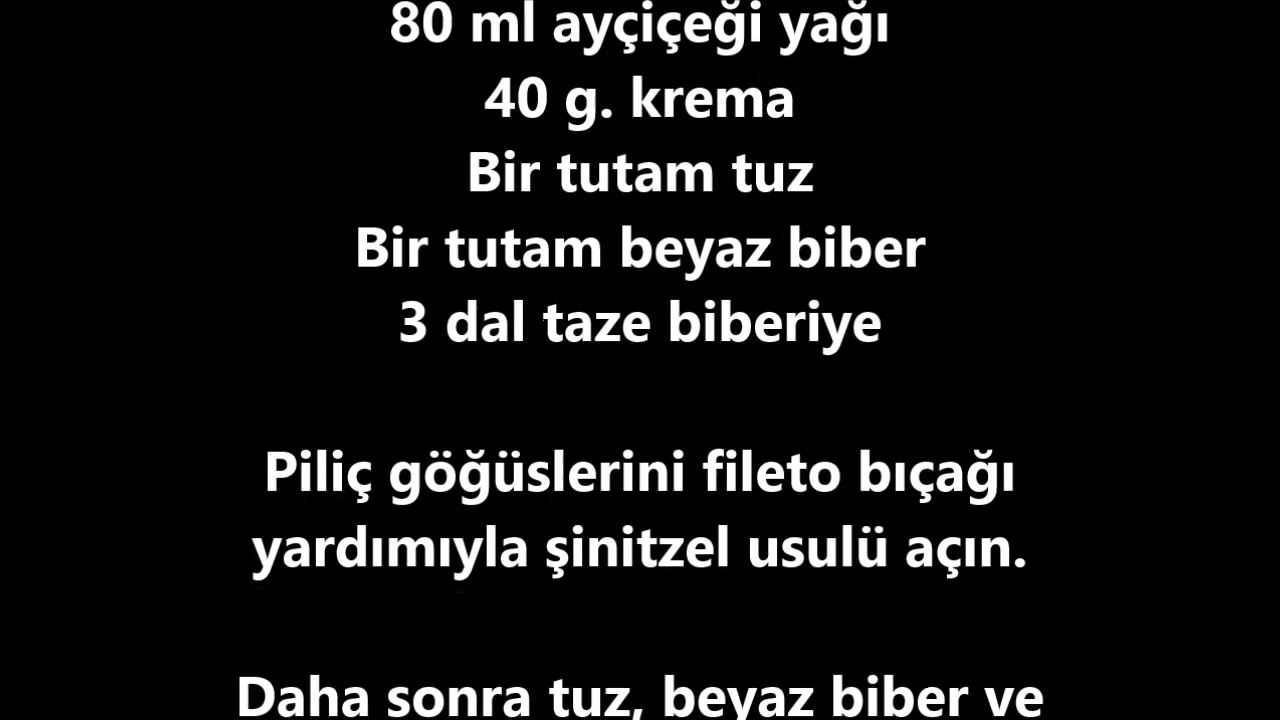 80 ml ayçiçeği yağı
40 g. krema
Bir tutam tuz
Bir tutam beyaz biber
3 dal taze biberiye
Piliç göğüslerini fileto bıçağı
yardımıyla şinitzel usulü açın.
Daha sonra tuz, beyaz biber ve